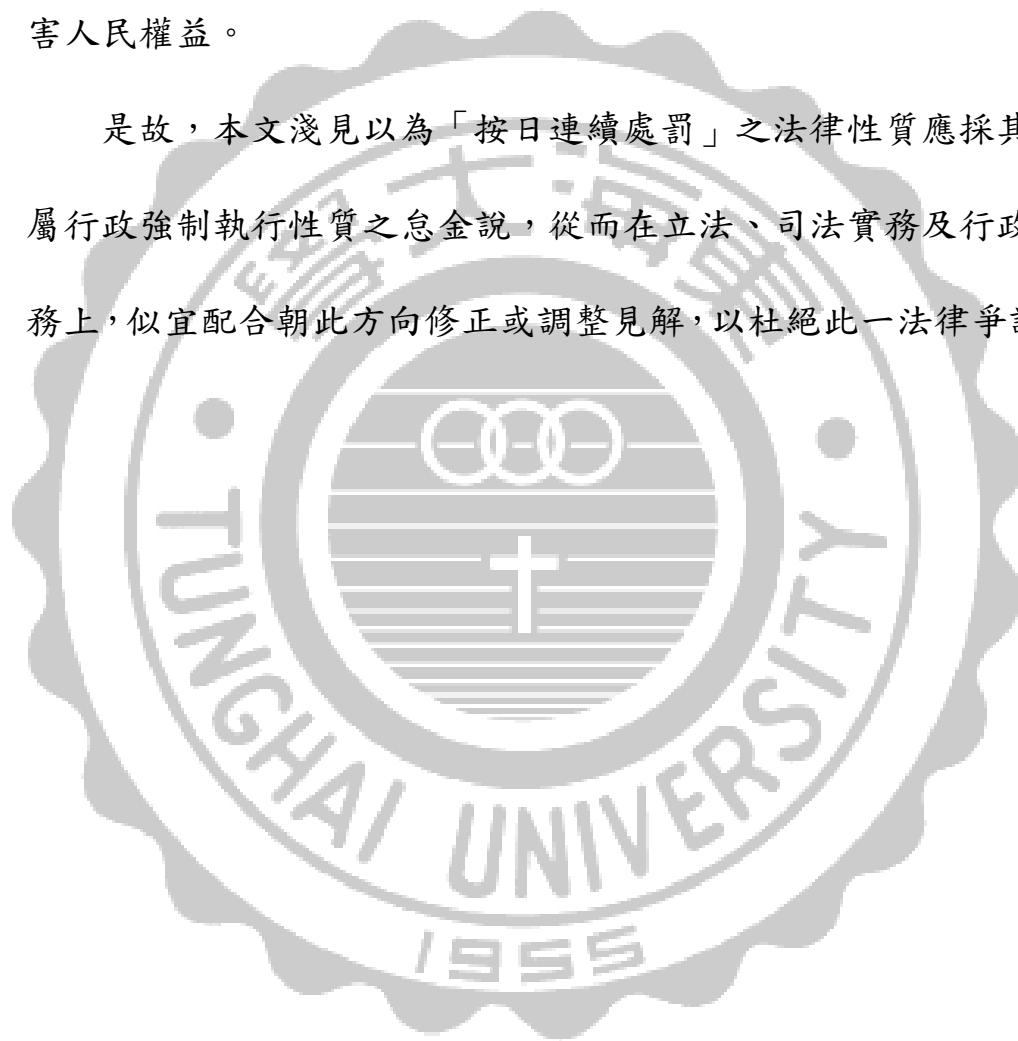 害人民權益。
是故，本文淺見以為「按日連續處罰」之法律性質應採其
屬行政強制執行性質之怠金說，從而在立法、司法實務及行政
務上，似宜配合朝此方向修正或調整見解，以杜絕此一法律爭
學大海東
TUNGHAI UNIVERSITY
1955